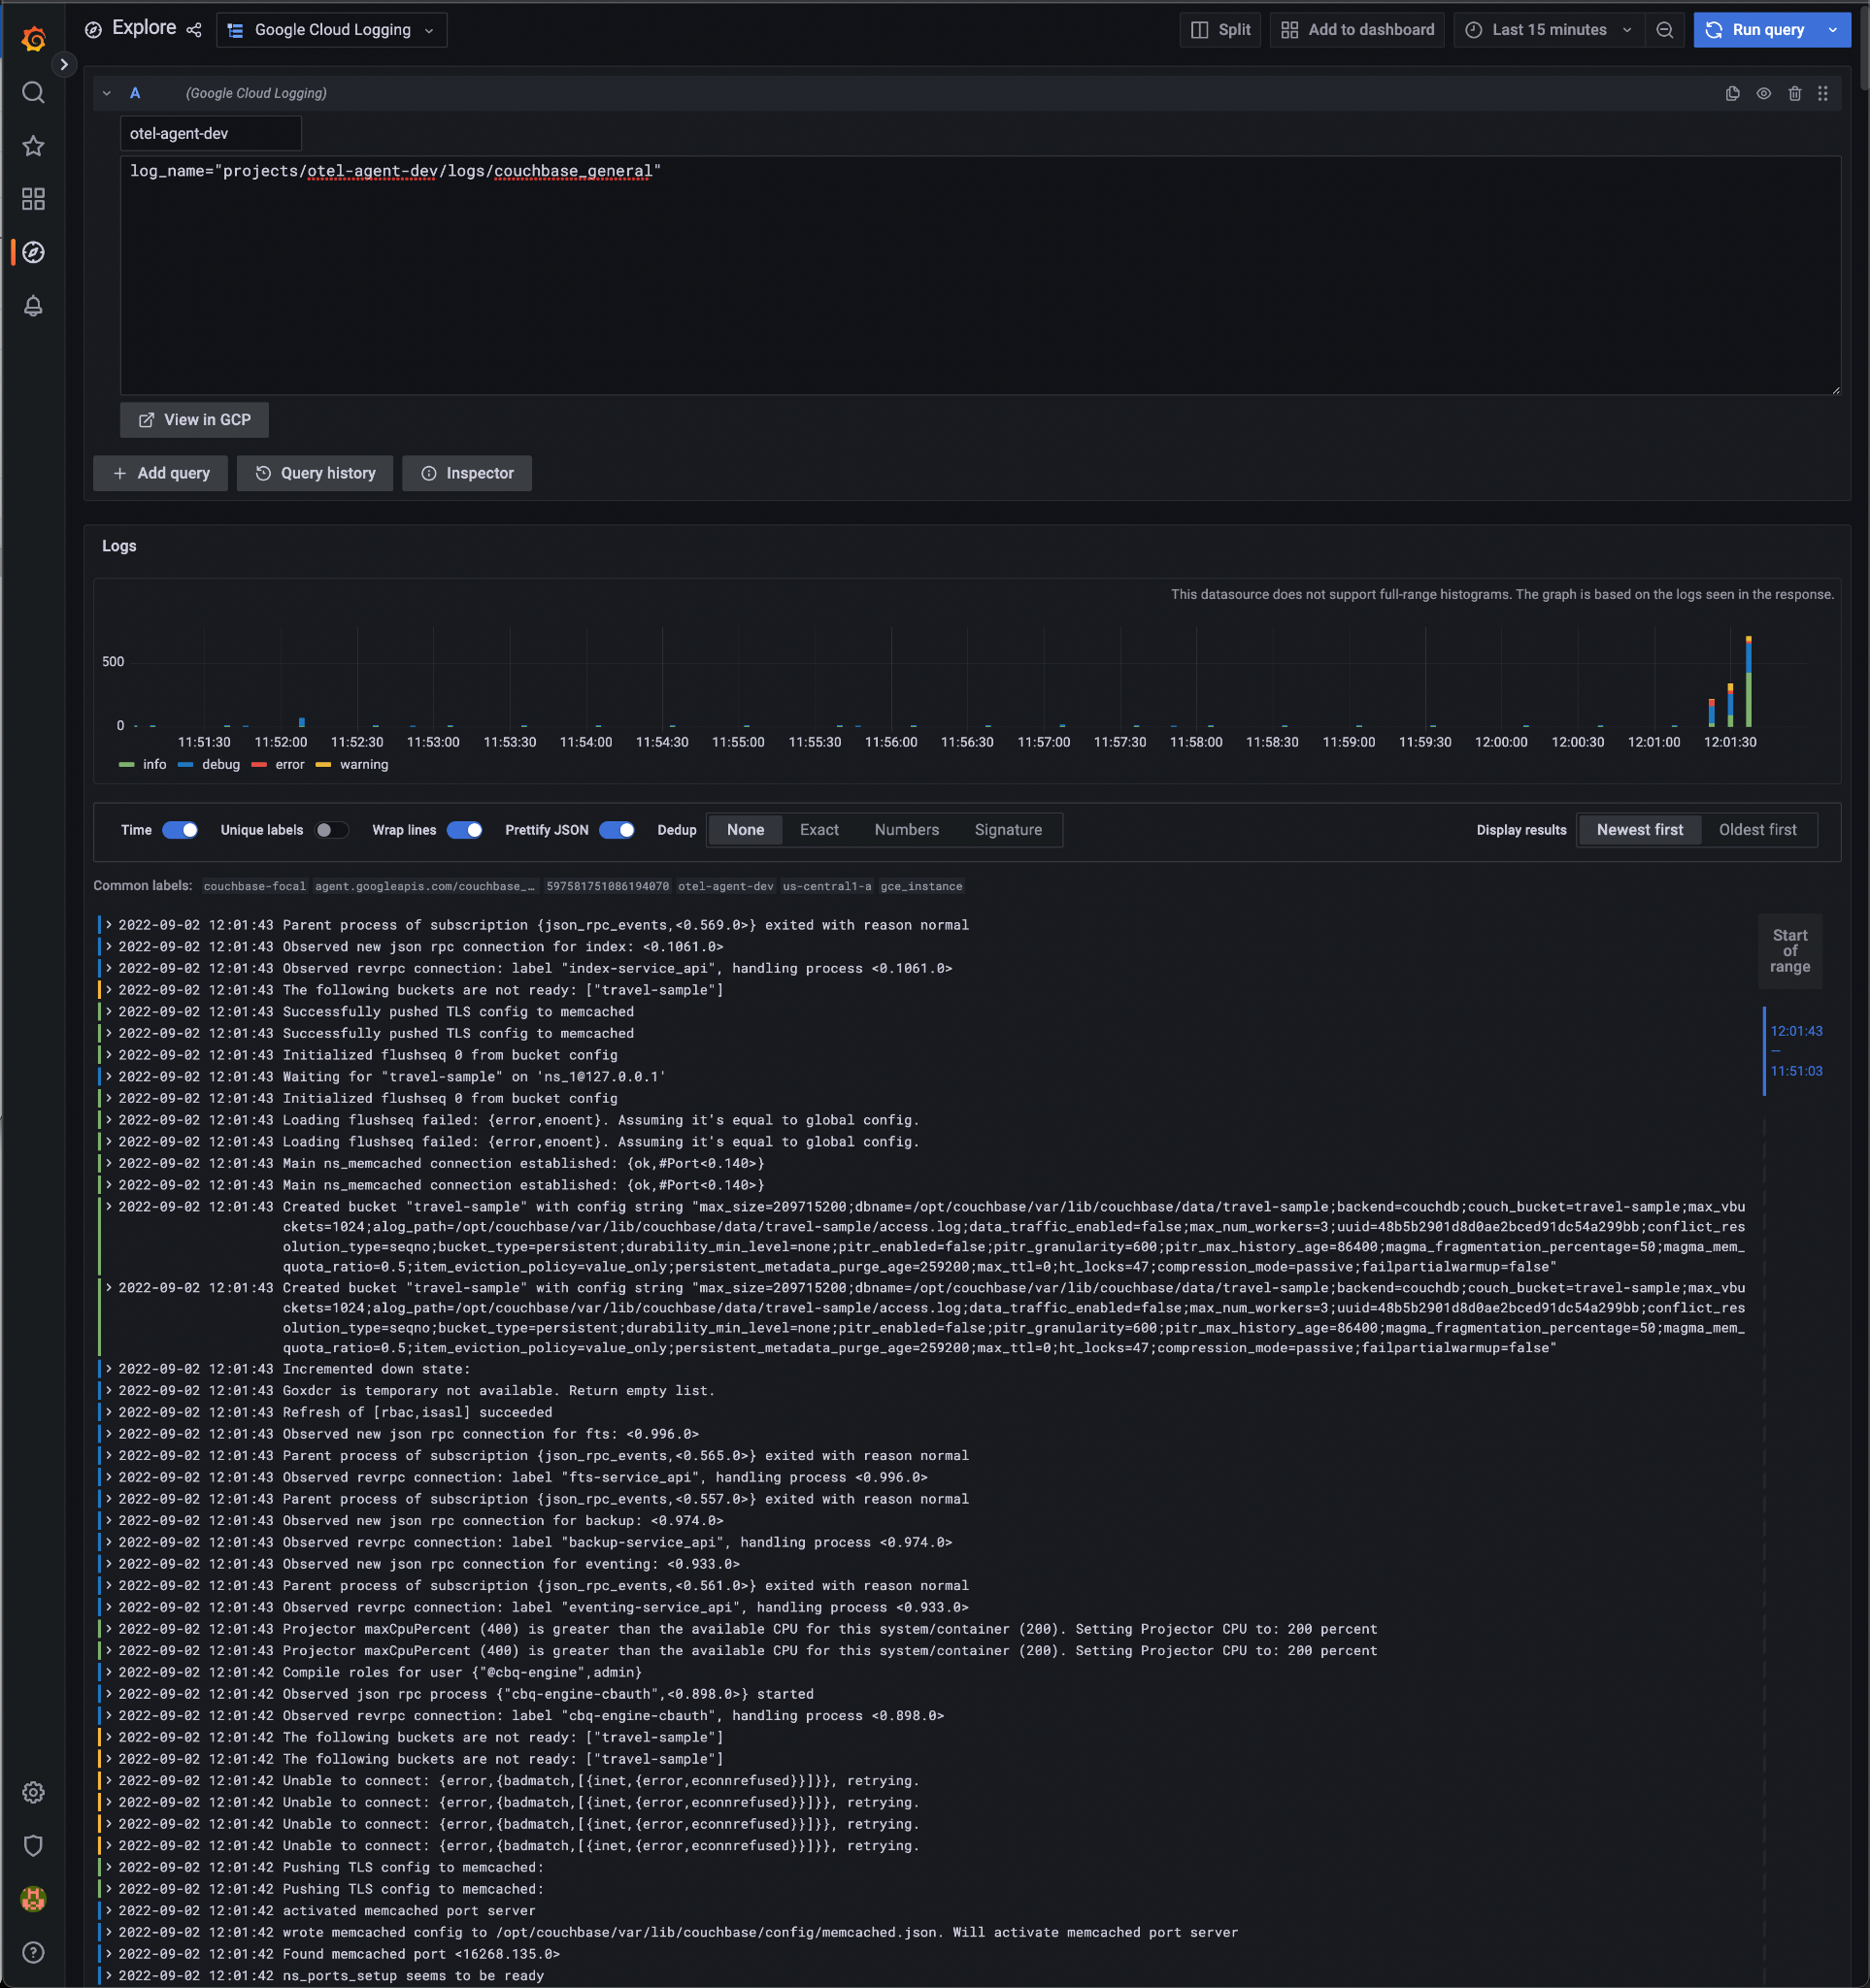 Explore
Google Cloud Logging
Split
Add to dashboard
Last 15 minutes
Run query
A
(Google Cloud Logging)
otel-agent-dev
log_name="projects/otel-agent-dev/logs/couchbase_general"
View in GCP
Add query
Query history
Inspector
Logs
This datasource does not support full-range histograms. The graph is based on the logs seen in the response.
500
0
11:51:30 11:52:00 11:52:30 11:53:00 11:53:30 11:54:00 11:54:30 11:55:00 11:55:30 11:56:00 11:56:30 11:57:00 11:57:30 11:58:00 11:58:30 11:59:00 11:59:30 12:00:00 12:00:30 12:01:00 12:01:30
info debug error warning
Time Unique labels Wrap lines Prettify JSON Dedup None Exact Numbers Signature Display results Newest first Oldest first
Common labels: couchbase-focal agent.googleapis.com/couchbase_… 597581751086194070 otel-agent-dev us-central1-a gce_instance
2022-09-02 12:01:43 Parent process of subscription {json_rpc_events,<0.569.0>} exited with reason normal
2022-09-02 12:01:43 Observed new json rpc connection for index: <0.1061.0>
2022-09-02 12:01:43 Observed revrpc connection: label "index-service_api", handling process <0.1061.0>
2022-09-02 12:01:43 The following buckets are not ready: ["travel-sample"]
2022-09-02 12:01:43 Successfully pushed TLS config to memcached
2022-09-02 12:01:43 Successfully pushed TLS config to memcached
2022-09-02 12:01:43 Initialized flushseq 0 from bucket config
2022-09-02 12:01:43 Waiting for "travel-sample" on 'ns_1@127.0.0.1'
2022-09-02 12:01:43 Initialized flushseq 0 from bucket config
2022-09-02 12:01:43 Loading flushseq failed: {error,enoent}. Assuming it's equal to global config.
2022-09-02 12:01:43 Loading flushseq failed: {error,enoent}. Assuming it's equal to global config.
2022-09-02 12:01:43 Main ns_memcached connection established: {ok,#Port<0.140>}
2022-09-02 12:01:43 Main ns_memcached connection established: {ok,#Port<0.140>}
2022-09-02 12:01:43 Created bucket "travel-sample" with config string "max_size=209715200;dbname=/opt/couchbase/var/lib/couchbase/data/travel-sample;backend=couchdb;couch_bucket=travel-sample;max_vbu
ckets=1024;alog_path=/opt/couchbase/var/lib/couchbase/data/travel-sample/access.log;data_traffic_enabled=false;max_num_workers=3;uuid=48b5b2901d8d0ae2bced91dc54a299bb;conflict_res
olution_type=seqno;bucket_type=persistent;durability_min_level=none;pitr_enabled=false;pitr_granularity=600;pitr_max_history_age=86400;magma_fragmentation_percentage=50;magma_mem_
quota_ratio=0.5;item_eviction_policy=value_only;persistent_metadata_purge_age=259200;max_ttl=0;ht_locks=47;compression_mode=passive;failpartialwarmup=false"
2022-09-02 12:01:43 Created bucket "travel-sample" with config string "max_size=209715200;dbname=/opt/couchbase/var/lib/couchbase/data/travel-sample;backend=couchdb;couch_bucket=travel-sample;max_vbu
ckets=1024;alog_path=/opt/couchbase/var/lib/couchbase/data/travel-sample/access.log;data_traffic_enabled=false;max_num_workers=3;uuid=48b5b2901d8d0ae2bced91dc54a299bb;conflict_res
olution_type=seqno;bucket_type=persistent;durability_min_level=none;pitr_enabled=false;pitr_granularity=600;pitr_max_history_age=86400;magma_fragmentation_percentage=50;magma_mem_
quota_ratio=0.5;item_eviction_policy=value_only;persistent_metadata_purge_age=259200;max_ttl=0;ht_locks=47;compression_mode=passive;failpartialwarmup=false"
2022-09-02 12:01:43 Incremented down state:
2022-09-02 12:01:43 Goxdcr is temporary not available. Return empty list.
2022-09-02 12:01:43 Refresh of [rbac,isasl] succeeded
2022-09-02 12:01:43 Observed new json rpc connection for fts: <0.996.0>
2022-09-02 12:01:43 Parent process of subscription {json_rpc_events,<0.565.0>} exited with reason normal
2022-09-02 12:01:43 Observed revrpc connection: label "fts-service_api", handling process <0.996.0>
2022-09-02 12:01:43 Parent process of subscription {json_rpc_events,<0.557.0>} exited with reason normal
2022-09-02 12:01:43 Observed new json rpc connection for backup: <0.974.0>
2022-09-02 12:01:43 Observed revrpc connection: label "backup-service_api", handling process <0.974.0>
2022-09-02 12:01:43 Observed new json rpc connection for eventing: <0.933.0>
2022-09-02 12:01:43 Parent process of subscription {json_rpc_events,<0.561.0>} exited with reason normal
2022-09-02 12:01:43 Observed revrpc connection: label "eventing-service_api", handling process <0.933.0>
2022-09-02 12:01:43 Projector maxCpuPercent (400) is greater than the available CPU for this system/container (200). Setting Projector CPU to: 200 percent
2022-09-02 12:01:43 Projector maxCpuPercent (400) is greater than the available CPU for this system/container (200). Setting Projector CPU to: 200 percent
2022-09-02 12:01:42 Compile roles for user {"@cbq-engine",admin}
2022-09-02 12:01:42 Observed json rpc process {"cbq-engine-cbauth",<0.898.0>} started
2022-09-02 12:01:42 Observed revrpc connection: label "cbq-engine-cbauth", handling process <0.898.0>
2022-09-02 12:01:42 The following buckets are not ready: ["travel-sample"]
2022-09-02 12:01:42 The following buckets are not ready: ["travel-sample"]
2022-09-02 12:01:42 Unable to connect: {error,{badmatch,[{inet,{error,econnrefused}}]}}, retrying.
2022-09-02 12:01:42 Unable to connect: {error,{badmatch,[{inet,{error,econnrefused}}]}}, retrying.
2022-09-02 12:01:42 Unable to connect: {error,{badmatch,[{inet,{error,econnrefused}}]}}, retrying.
2022-09-02 12:01:42 Unable to connect: {error,{badmatch,[{inet,{error,econnrefused}}]}}, retrying.
2022-09-02 12:01:42 Pushing TLS config to memcached:
2022-09-02 12:01:42 Pushing TLS config to memcached:
2022-09-02 12:01:42 activated memcached port server
2022-09-02 12:01:42 wrote memcached config to /opt/couchbase/var/lib/couchbase/config/memcached.json. Will activate memcached port server
2022-09-02 12:01:42 Found memcached port <16268.135.0>
2022-09-02 12:01:42 ns_ports_setup seems to be ready
Start
of
range
12:01:43
—
11:51:03